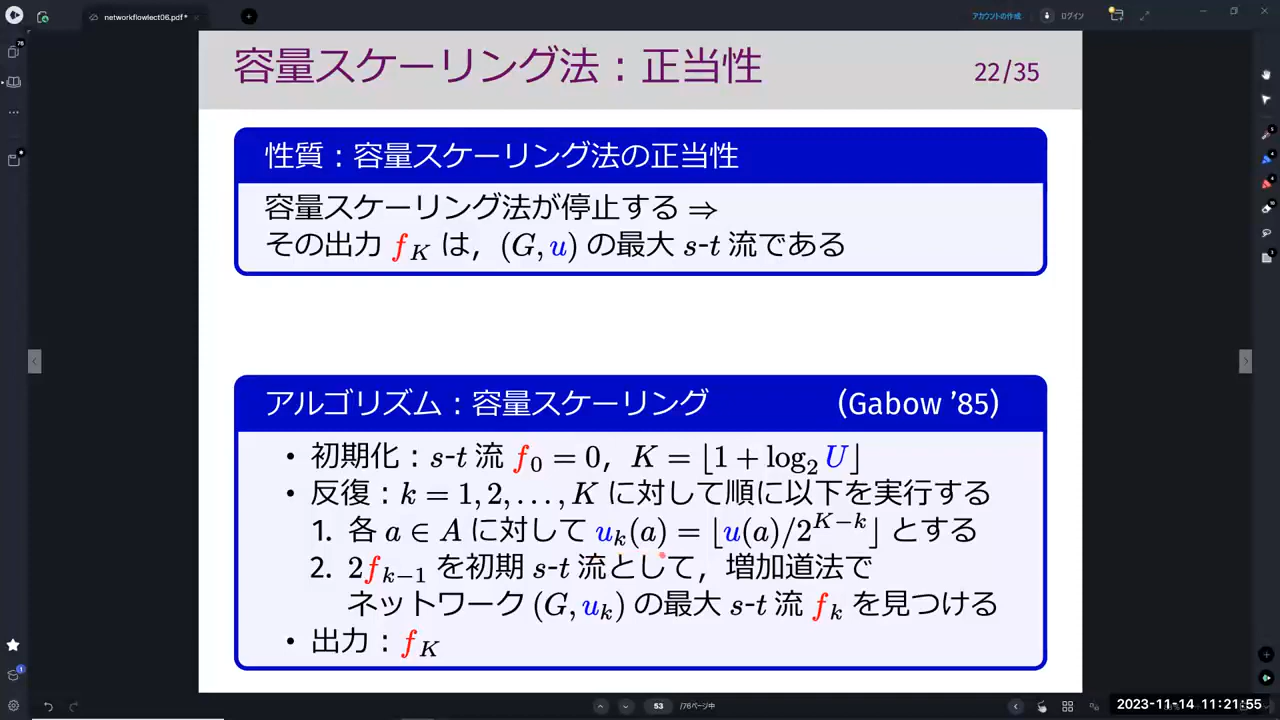 networkflowlect06.pdf *
アカウントの作成
ログイン
容量スケーリング法：正当性
22/35
性質：容量スケーリング法の正当性
容量スケーリング法が停止する ⇒
その出力 f_K は，(G, u) の最大 s-t 流である
アルゴリズム：容量スケーリング (Gabow ’85)
• 初期化：s-t 流 f_0 = 0，K = ⌊1 + log_2 U⌋
• 反復：k = 1, 2, . . . , K に対して順に以下を実行する
1. 各 a ∈ A に対して u_k(a) = ⌊u(a)/2^{K−k}⌋ とする
2. 2f_{k−1} を初期 s-t 流として，増加道法で
ネットワーク (G, u_k) の最大 s-t 流 f_k を見つける
• 出力：f_K
53
/76ページ中
2023-11-14 11:21:55